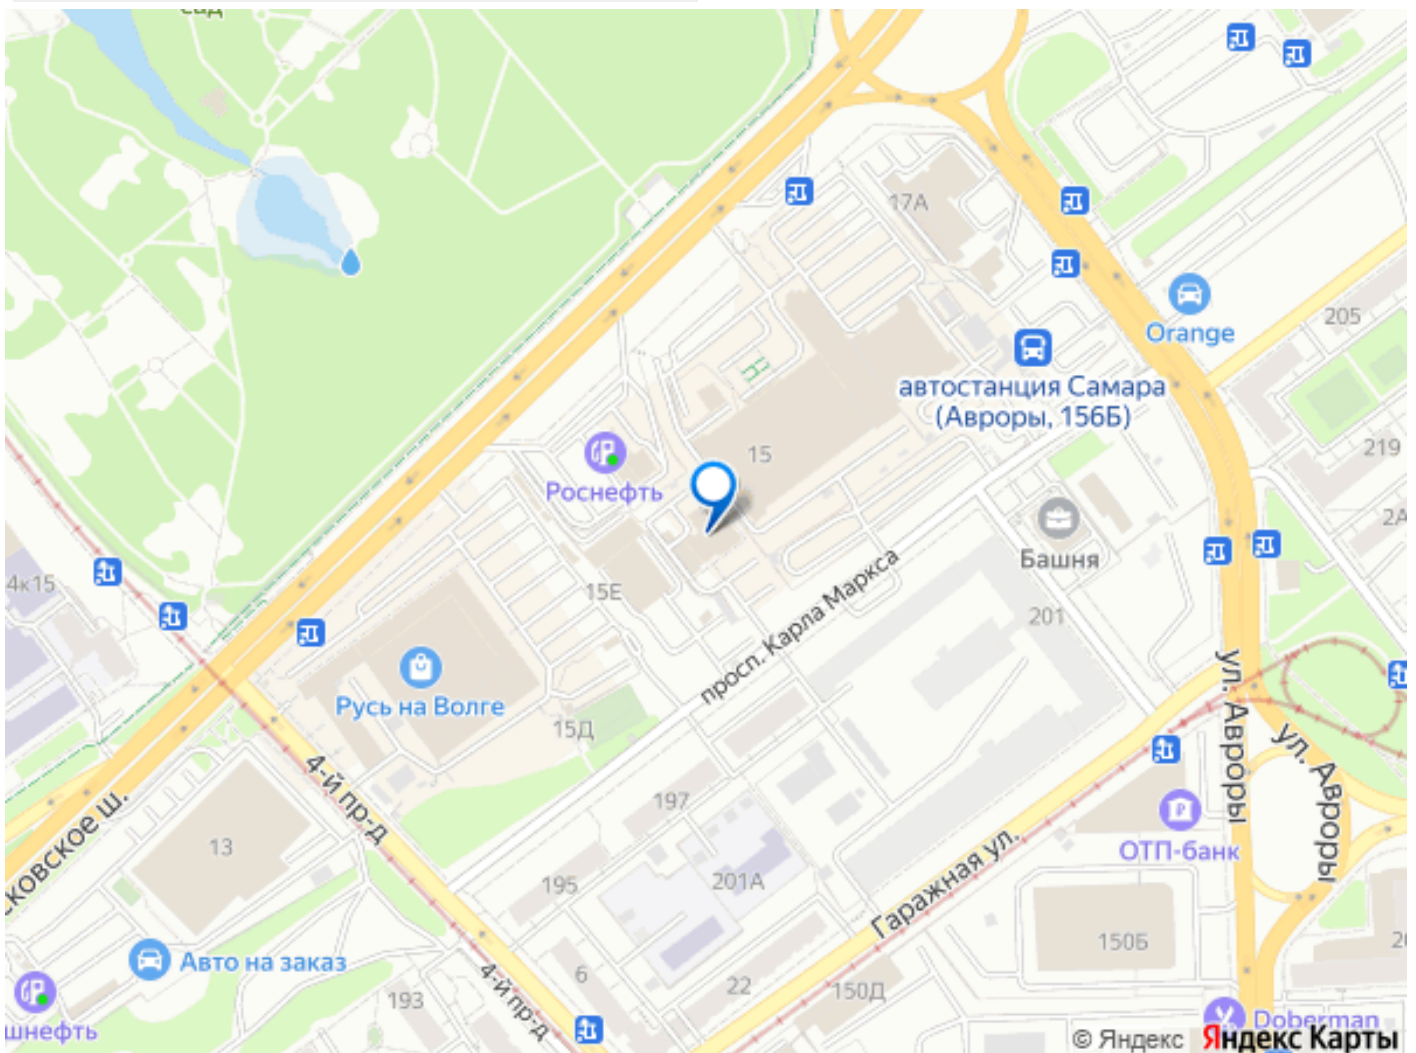 сад
17А
Orange
205
автостанция Самара
(Авроры, 156Б)
219
15
Роснефть
2А
Башня
4к15
15Е
просп. Карла Маркса
201
Русь на Волге
ул. Авроры
15Д
ул. Авроры
4-й пр-д
197
ОТП-банк
сковское ш.
13
Гаражная ул.
195
201А
150Б
Авто на заказ
4-й пр-д
6
22
150Д
193
шнефть
Doberman
© Яндекс Яндекс Карты